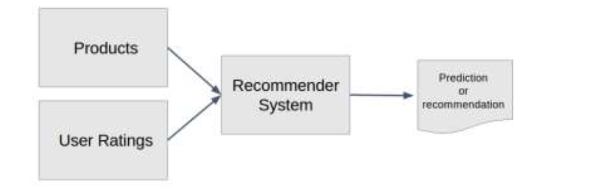 Products
User Ratings
Recommender
System
Prediction
or
recommendation